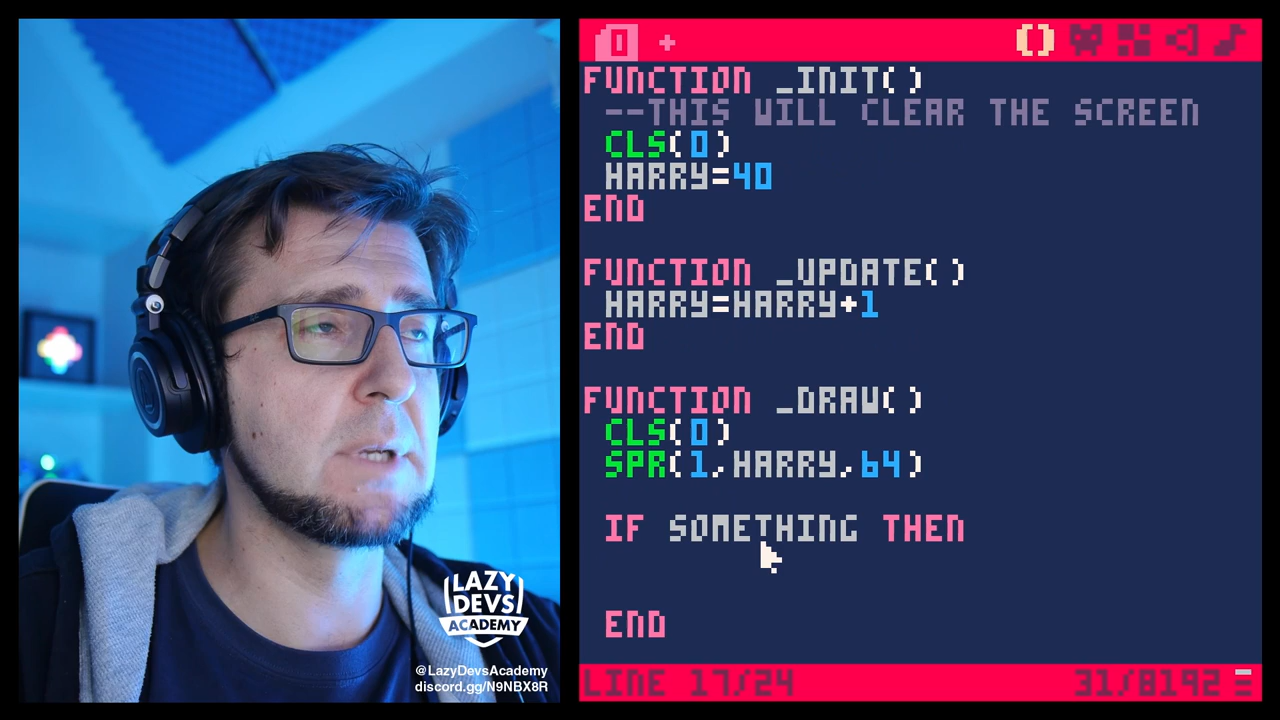 LAZY
DEVS
ACADEMY
@LazyDevsAcademy
discord.gg/N9NBX8R
0 +
FUNCTION _INIT()
--THIS WILL CLEAR THE SCREEN
CLS(0)
HARRY=40
END
FUNCTION _UPDATE()
HARRY=HARRY+1
END
FUNCTION _DRAW()
CLS(0)
SPR(1,HARRY,64)
IF SOMETHING THEN
END
LINE 17/24
31/8192